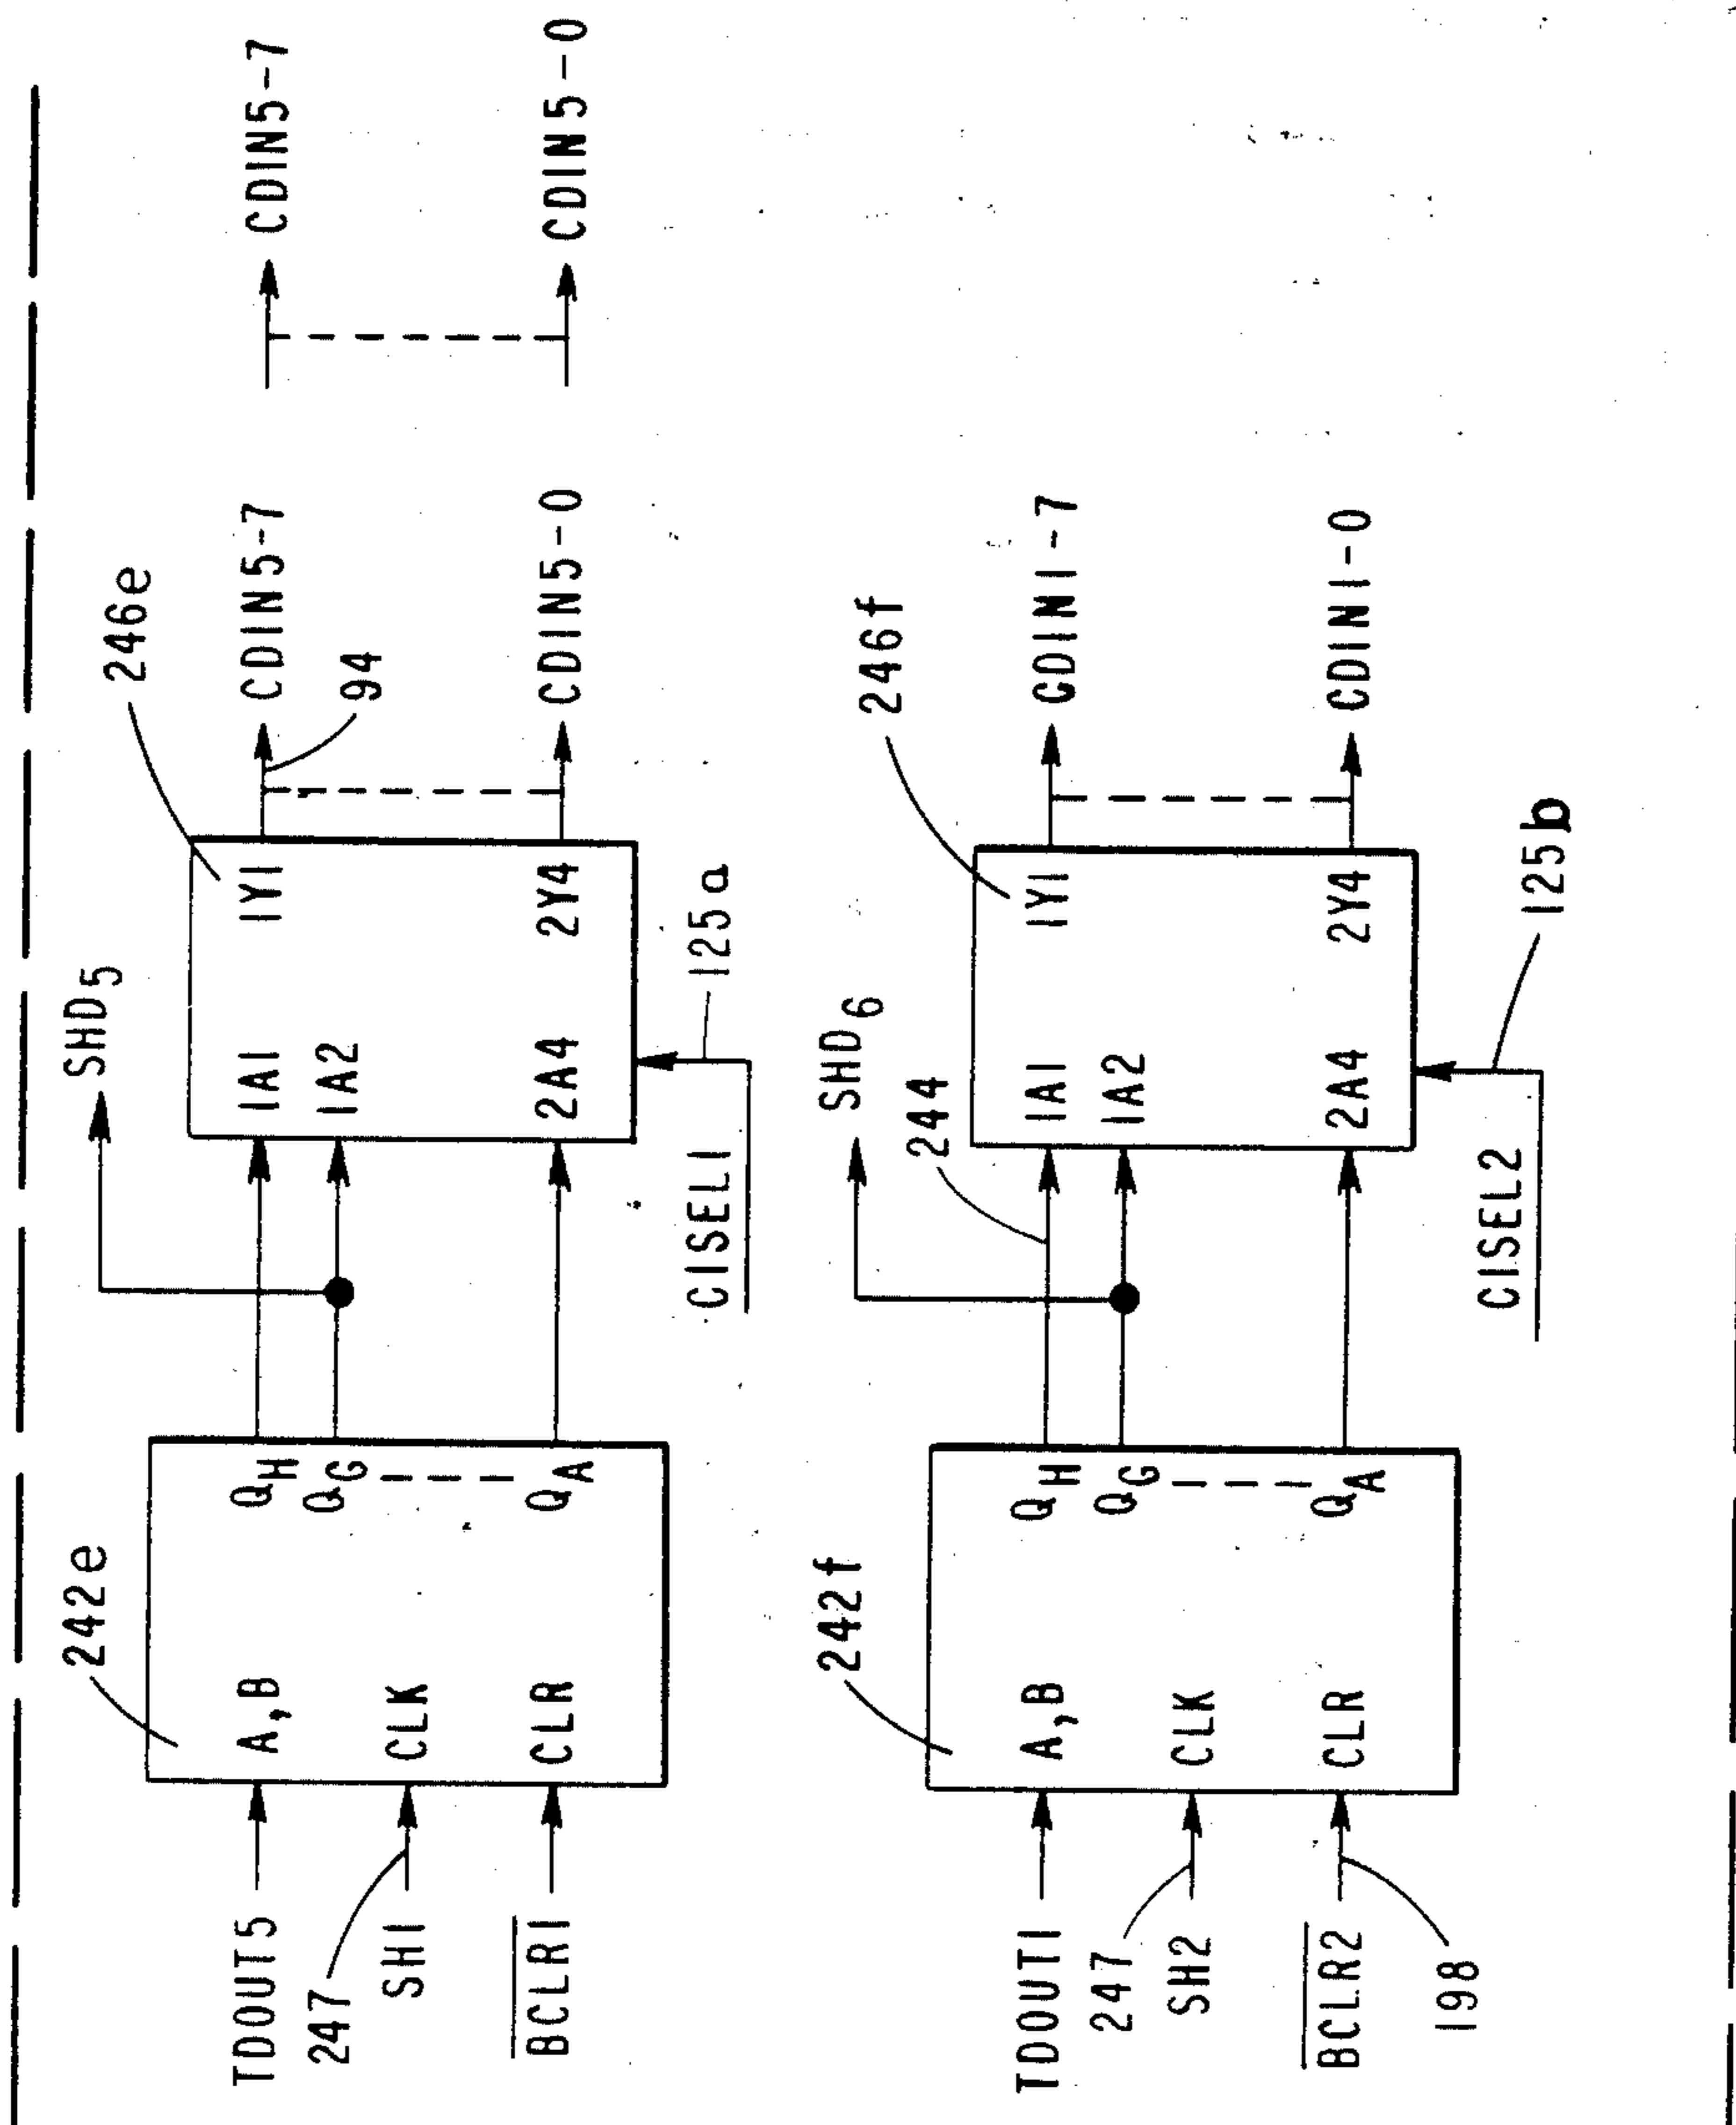 TDOUT5
247
SH1
BCLR1
242e
A,B
CLK
CLR
QH
QG
QA
SHD5
1A1
1A2
2A4
1Y1
2Y4
246e
CISEL1
125a
CDIN5-7
94
CDIN5-0
CDIN5-7
CDIN5-0
TDOUT1
247
SH2
BCLR2
198
242f
A,B
CLK
CLR
QH
QG
QA
SHD6
244
1A1
1A2
2A4
1Y1
2Y4
246f
CISEL2
125b
CDIN1-7
CDIN1-0